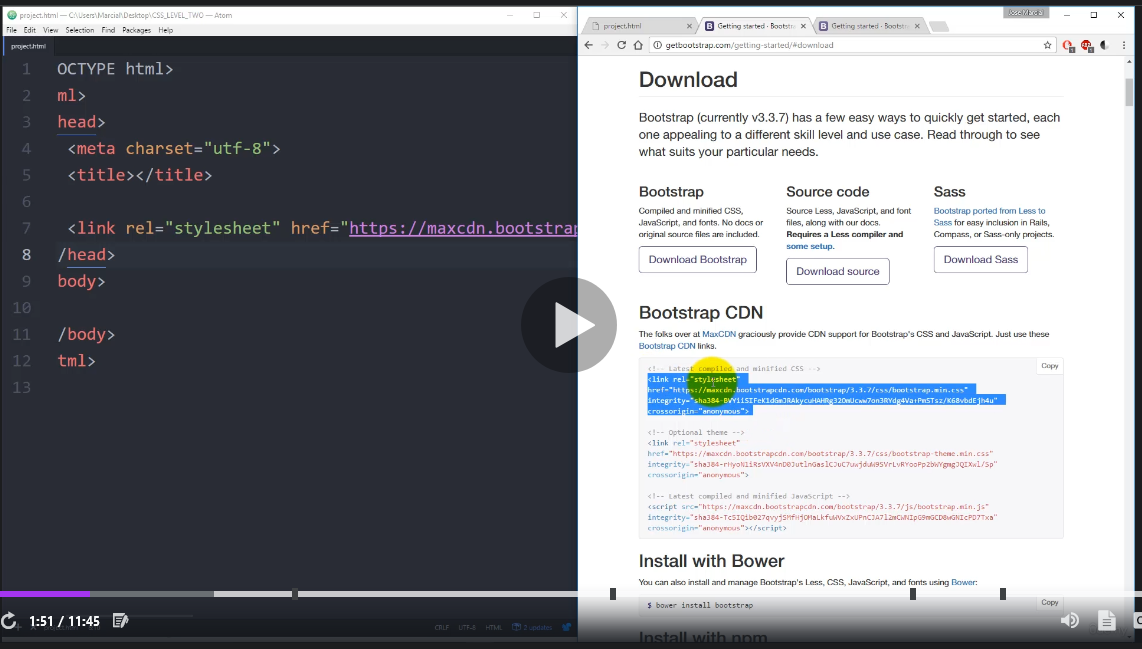 project.html — C:\Users\Marcial\Desktop\CSS_LEVEL_TWO — Atom
File Edit View Selection Find Packages Help
project.html
1 OCTYPE html>
2 ml>
3 head>
4 <meta charset="utf-8">
5 <title></title>
6
7 <link rel="stylesheet" href="https://maxcdn.bootstrap
8 /head>
9 body>
10
11 /body>
12 tml>
13
1:51 / 11:45
CRLF UTF-8 HTML 2 updates
Jose Marcial
project.html
Getting started · Bootstr
Getting started · Bootstr
getbootstrap.com/getting-started/#download
Download
Bootstrap (currently v3.3.7) has a few easy ways to quickly get started, each
one appealing to a different skill level and use case. Read through to see
what suits your particular needs.
Bootstrap
Compiled and minified CSS,
JavaScript, and fonts. No docs or
original source files are included.
Download Bootstrap
Source code
Source Less, JavaScript, and font
files, along with our docs.
Requires a Less compiler and
some setup.
Download source
Sass
Bootstrap ported from Less to
Sass for easy inclusion in Rails,
Compass, or Sass-only projects.
Download Sass
Bootstrap CDN
The folks over at MaxCDN graciously provide CDN support for Bootstrap's CSS and JavaScript. Just use these
Bootstrap CDN links.
Copy
<!-- Latest compiled and minified CSS -->
<link rel="stylesheet"
href="https://maxcdn.bootstrapcdn.com/bootstrap/3.3.7/css/bootstrap.min.css"
integrity="sha384-BVYiiSIFeK1dGmJRAkycuHAHRg32OmUcww7on3RYdg4Va+PmSTsz/K68vbdEjh4u"
crossorigin="anonymous">
<!-- Optional theme -->
<link rel="stylesheet"
href="https://maxcdn.bootstrapcdn.com/bootstrap/3.3.7/css/bootstrap-theme.min.css"
integrity="sha384-rHyoN1iRsVXV4nD0JutlnGaslCJuC7uwjduW9SVrLvRYooPp2bWYgmgJQIXwl/Sp"
crossorigin="anonymous">
<!-- Latest compiled and minified JavaScript -->
<script src="https://maxcdn.bootstrapcdn.com/bootstrap/3.3.7/js/bootstrap.min.js"
integrity="sha384-Tc5IQib027qvyjSMfHjOMaLkfuWVxZxUPnCJA7l2mCWNIpG9mGCD8wGNIcPD7Txa"
crossorigin="anonymous"></script>
Install with Bower
You can also install and manage Bootstrap's Less, CSS, JavaScript, and fonts using Bower:
Copy
$ bower install bootstrap
Install with npm